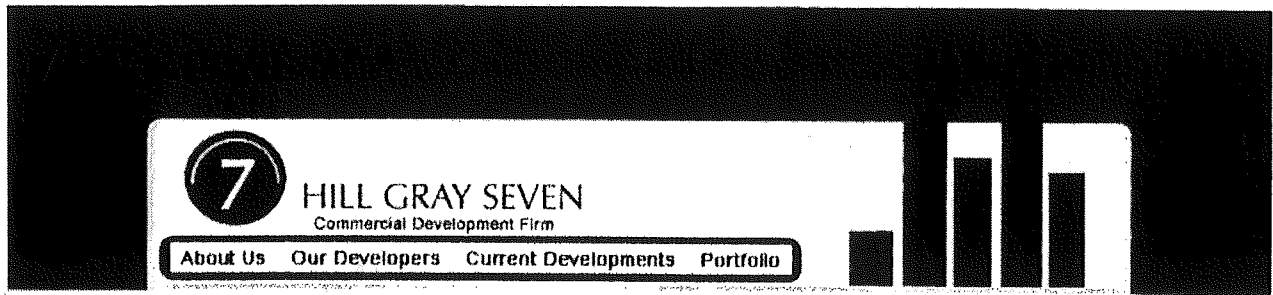 7
HILL GRAY SEVEN
Commercial Development Firm
About Us Our Developers Current Developments Portfolio